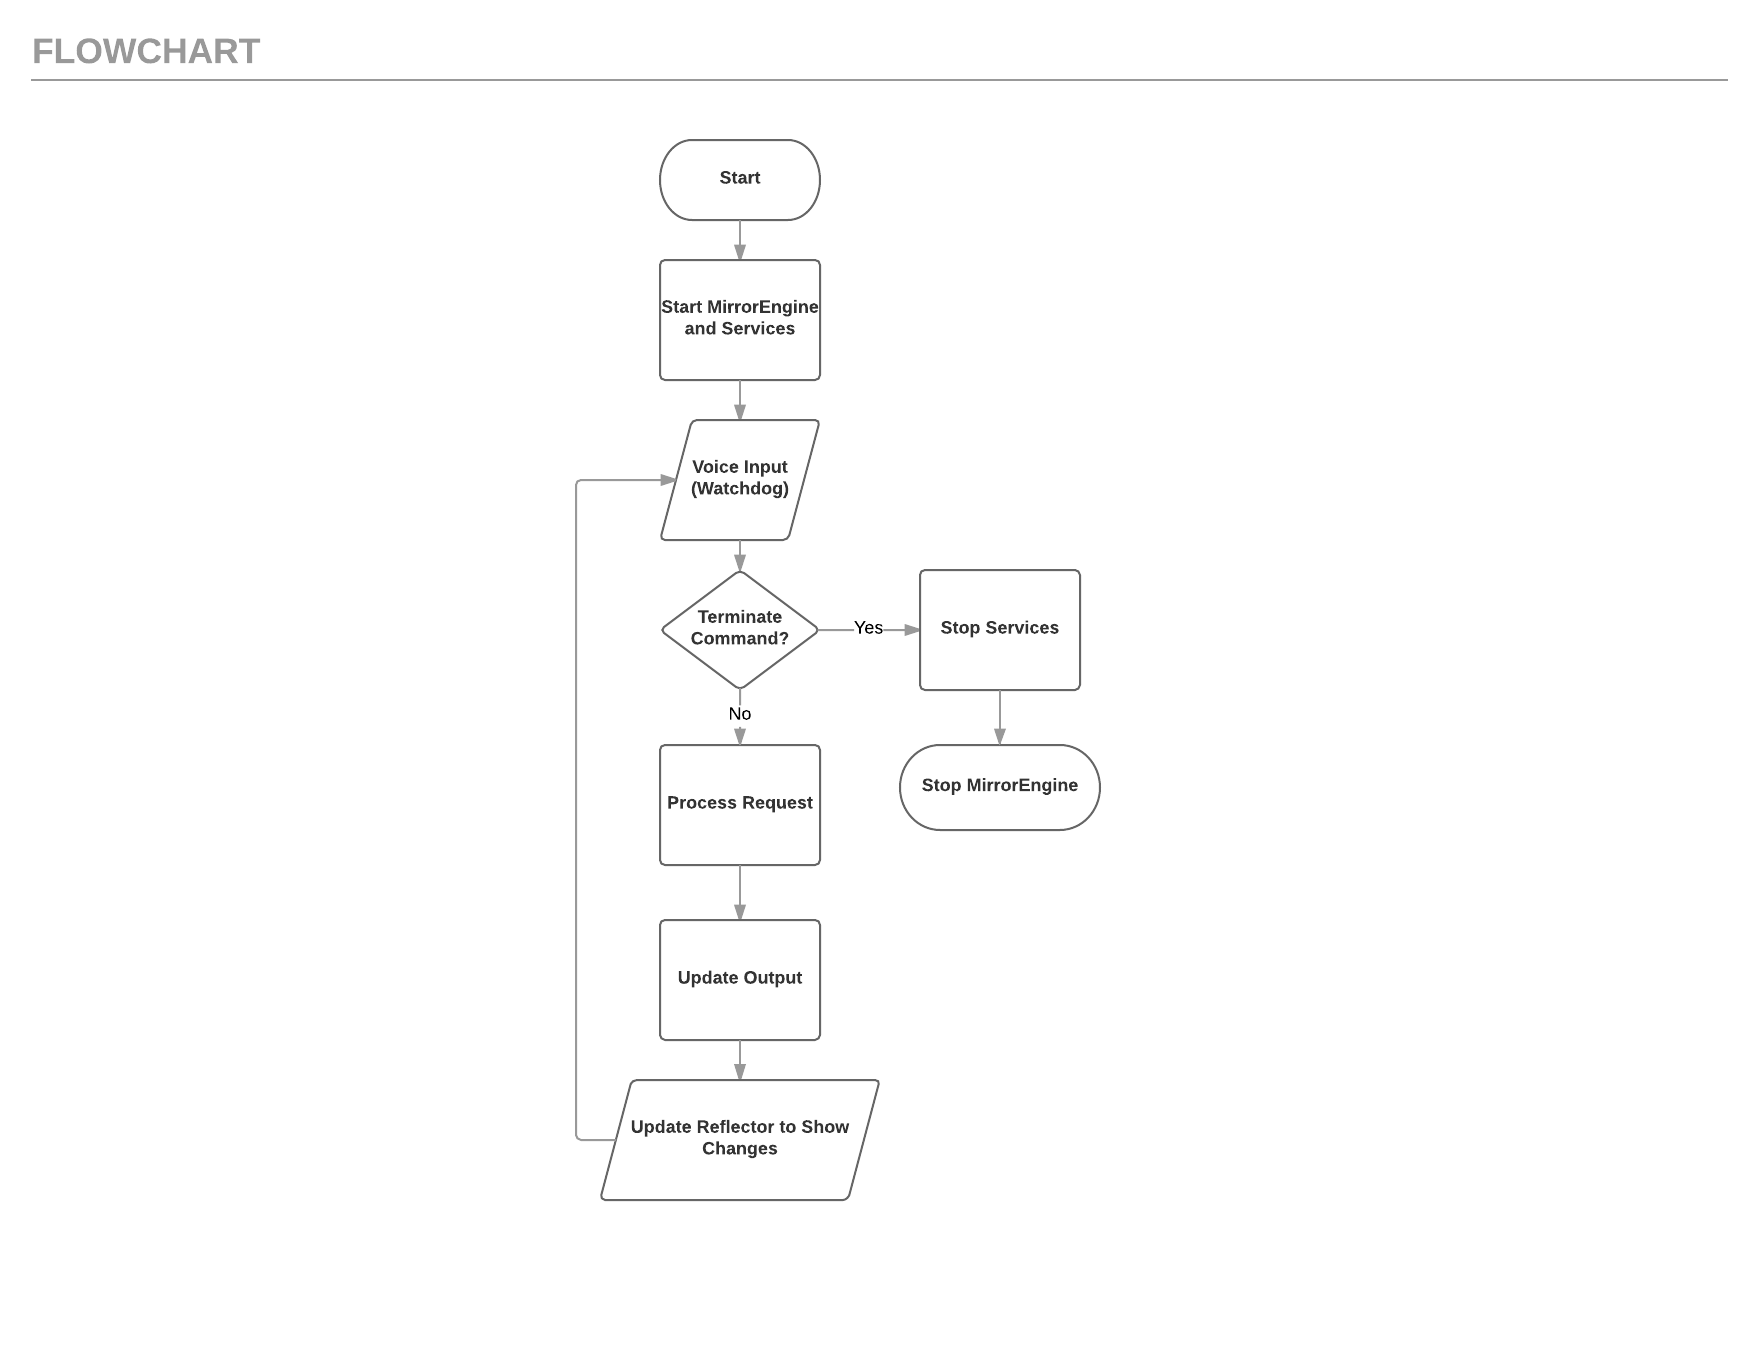 FLOWCHART
Start
Start MirrorEngine
and Services
Voice Input
(Watchdog)
Terminate
Command?
Yes
Stop Services
No
Process Request
Stop MirrorEngine
Update Output
Update Reflector to Show
Changes